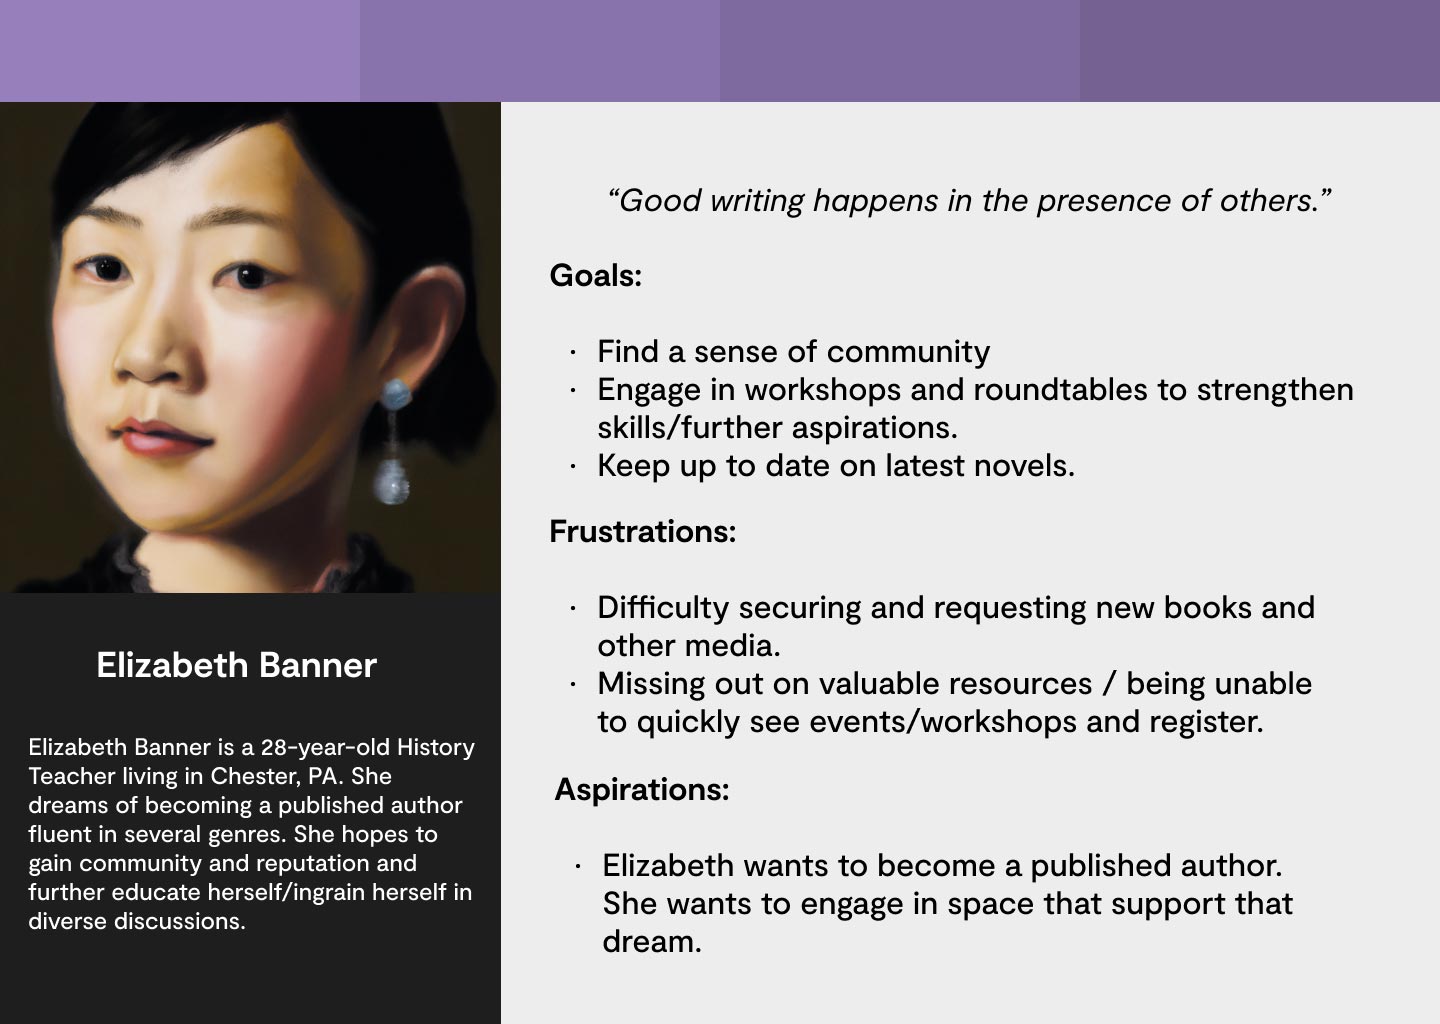 “Good writing happens in the presence of others.”
Goals:
· Find a sense of community
· Engage in workshops and roundtables to strengthen
skills/further aspirations.
· Keep up to date on latest novels.
Frustrations:
· Difficulty securing and requesting new books and
other media.
· Missing out on valuable resources / being unable
to quickly see events/workshops and register.
Aspirations:
· Elizabeth wants to become a published author.
She wants to engage in space that support that
dream.
Elizabeth Banner
Elizabeth Banner is a 28-year-old History
Teacher living in Chester, PA. She
dreams of becoming a published author
fluent in several genres. She hopes to
gain community and reputation and
further educate herself/ingrain herself in
diverse discussions.